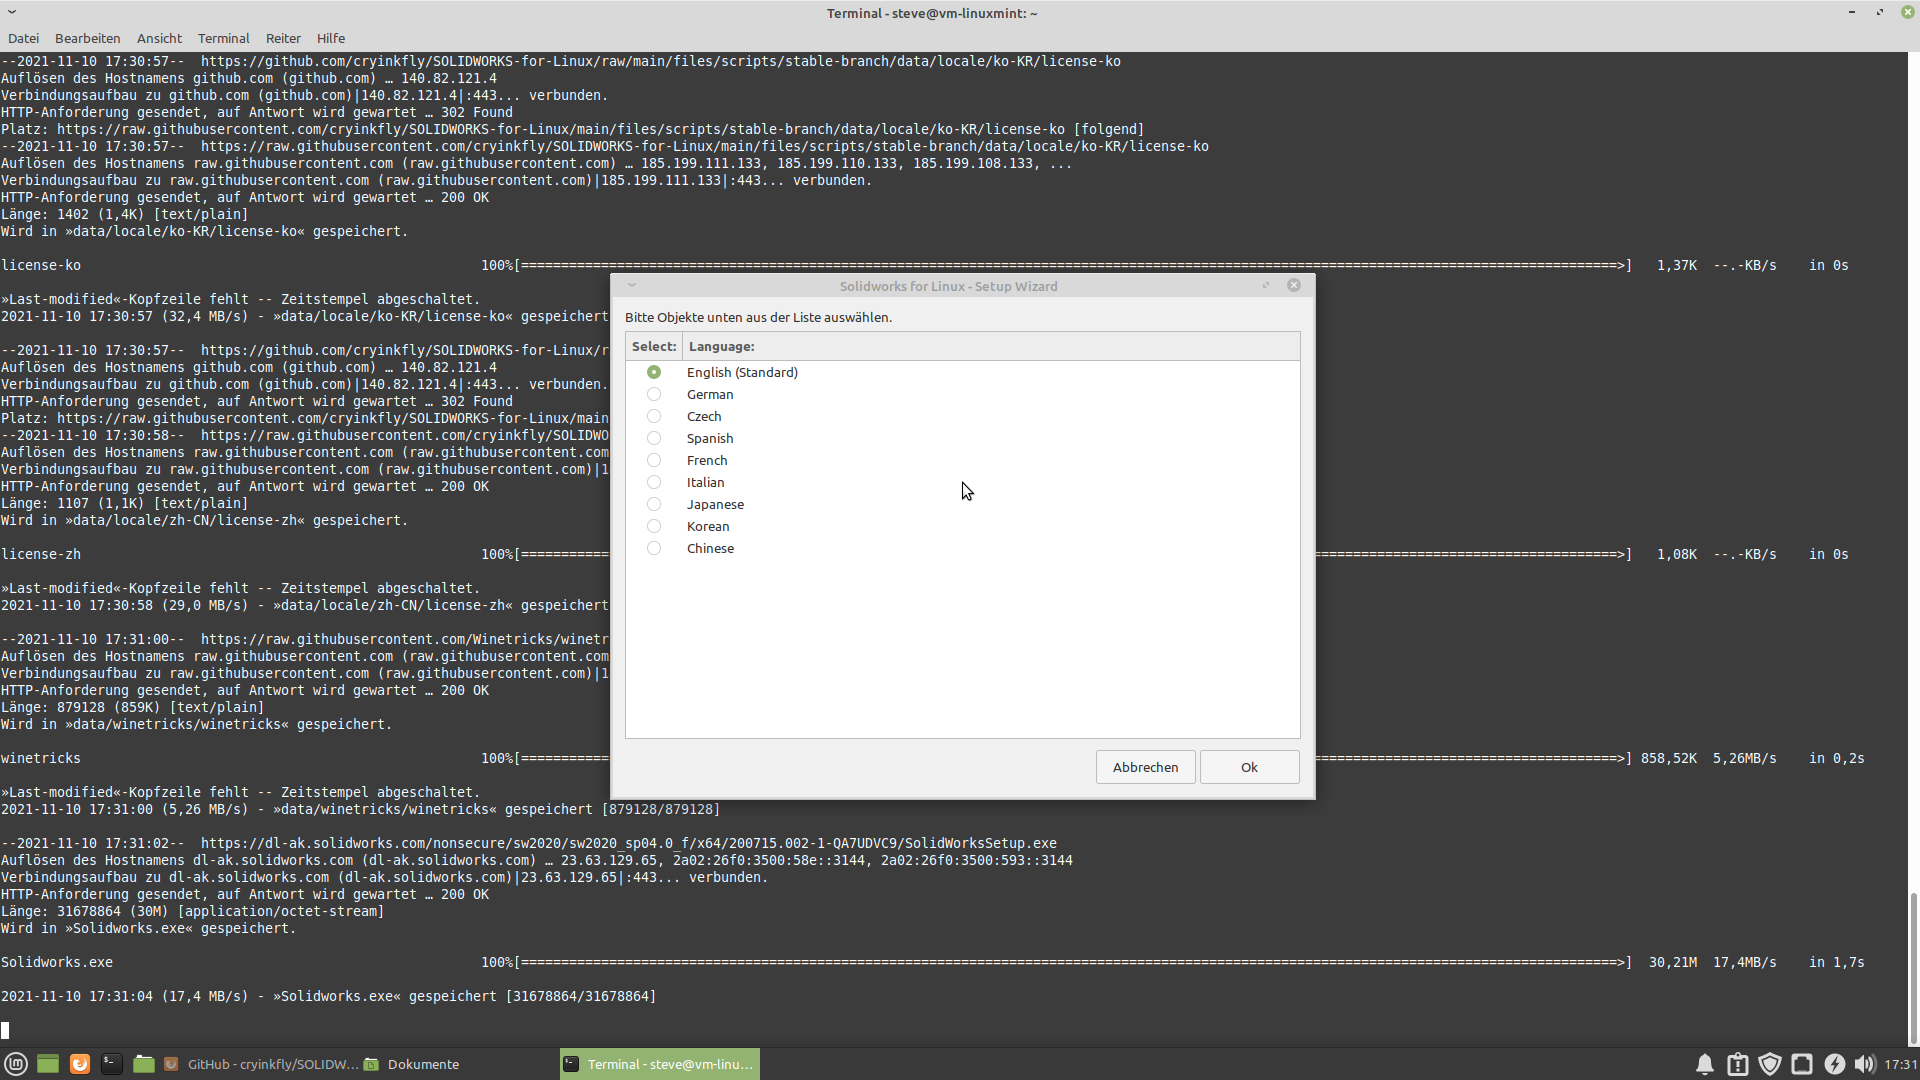 Terminal - steve@vm-linuxmint: ~
Datei Bearbeiten Ansicht Terminal Reiter Hilfe
--2021-11-10 17:30:57-- https://github.com/cryinkfly/SOLIDWORKS-for-Linux/raw/main/files/scripts/stable-branch/data/locale/ko-KR/license-ko
Auflösen des Hostnamens github.com (github.com) … 140.82.121.4
Verbindungsaufbau zu github.com (github.com)|140.82.121.4|:443... verbunden.
HTTP-Anforderung gesendet, auf Antwort wird gewartet … 302 Found
Platz: https://raw.githubusercontent.com/cryinkfly/SOLIDWORKS-for-Linux/main/files/scripts/stable-branch/data/locale/ko-KR/license-ko [folgend]
--2021-11-10 17:30:57-- https://raw.githubusercontent.com/cryinkfly/SOLIDWORKS-for-Linux/main/files/scripts/stable-branch/data/locale/ko-KR/license-ko
Auflösen des Hostnamens raw.githubusercontent.com (raw.githubusercontent.com) … 185.199.111.133, 185.199.110.133, 185.199.108.133, ...
Verbindungsaufbau zu raw.githubusercontent.com (raw.githubusercontent.com)|185.199.111.133|:443... verbunden.
HTTP-Anforderung gesendet, auf Antwort wird gewartet … 200 OK
Länge: 1402 (1,4K) [text/plain]
Wird in »data/locale/ko-KR/license-ko« gespeichert.
license-ko 100%[=====================>] 1,37K --.-KB/s in 0s
»Last-modified«-Kopfzeile fehlt -- Zeitstempel abgeschaltet.
2021-11-10 17:30:57 (32,4 MB/s) - »data/locale/ko-KR/license-ko« gespeichert
--2021-11-10 17:30:57-- https://github.com/cryinkfly/SOLIDWORKS-for-Linux/r
Auflösen des Hostnamens github.com (github.com) … 140.82.121.4
Verbindungsaufbau zu github.com (github.com)|140.82.121.4|:443... verbunden.
HTTP-Anforderung gesendet, auf Antwort wird gewartet … 302 Found
Platz: https://raw.githubusercontent.com/cryinkfly/SOLIDWORKS-for-Linux/main
--2021-11-10 17:30:58-- https://raw.githubusercontent.com/cryinkfly/SOLIDWO
Auflösen des Hostnamens raw.githubusercontent.com (raw.githubusercontent.com
Verbindungsaufbau zu raw.githubusercontent.com (raw.githubusercontent.com)|1
HTTP-Anforderung gesendet, auf Antwort wird gewartet … 200 OK
Länge: 1107 (1,1K) [text/plain]
Wird in »data/locale/zh-CN/license-zh« gespeichert.
license-zh 100%[===========
=====================>] 1,08K --.-KB/s in 0s
»Last-modified«-Kopfzeile fehlt -- Zeitstempel abgeschaltet.
2021-11-10 17:30:58 (29,0 MB/s) - »data/locale/zh-CN/license-zh« gespeichert
--2021-11-10 17:31:00-- https://raw.githubusercontent.com/Winetricks/winetr
Auflösen des Hostnamens raw.githubusercontent.com (raw.githubusercontent.com
Verbindungsaufbau zu raw.githubusercontent.com (raw.githubusercontent.com)|1
HTTP-Anforderung gesendet, auf Antwort wird gewartet … 200 OK
Länge: 879128 (859K) [text/plain]
Wird in »data/winetricks/winetricks« gespeichert.
winetricks 100%[===========
=====================>] 858,52K 5,26MB/s in 0,2s
»Last-modified«-Kopfzeile fehlt -- Zeitstempel abgeschaltet.
2021-11-10 17:31:00 (5,26 MB/s) - »data/winetricks/winetricks« gespeichert [879128/879128]
--2021-11-10 17:31:02-- https://dl-ak.solidworks.com/nonsecure/sw2020/sw2020_sp04.0_f/x64/200715.002-1-QA7UDVC9/SolidWorksSetup.exe
Auflösen des Hostnamens dl-ak.solidworks.com (dl-ak.solidworks.com) … 23.63.129.65, 2a02:26f0:3500:58e::3144, 2a02:26f0:3500:593::3144
Verbindungsaufbau zu dl-ak.solidworks.com (dl-ak.solidworks.com)|23.63.129.65|:443... verbunden.
HTTP-Anforderung gesendet, auf Antwort wird gewartet … 200 OK
Länge: 31678864 (30M) [application/octet-stream]
Wird in »Solidworks.exe« gespeichert.
Solidworks.exe 100%[=====================>] 30,21M 17,4MB/s in 1,7s
2021-11-10 17:31:04 (17,4 MB/s) - »Solidworks.exe« gespeichert [31678864/31678864]
Solidworks for Linux - Setup Wizard
Bitte Objekte unten aus der Liste auswählen.
Select: Language:
English (Standard)
German
Czech
Spanish
French
Italian
Japanese
Korean
Chinese
Abbrechen Ok
GitHub - cryinkfly/SOLIDW... Dokumente Terminal - steve@vm-linu... 17:31